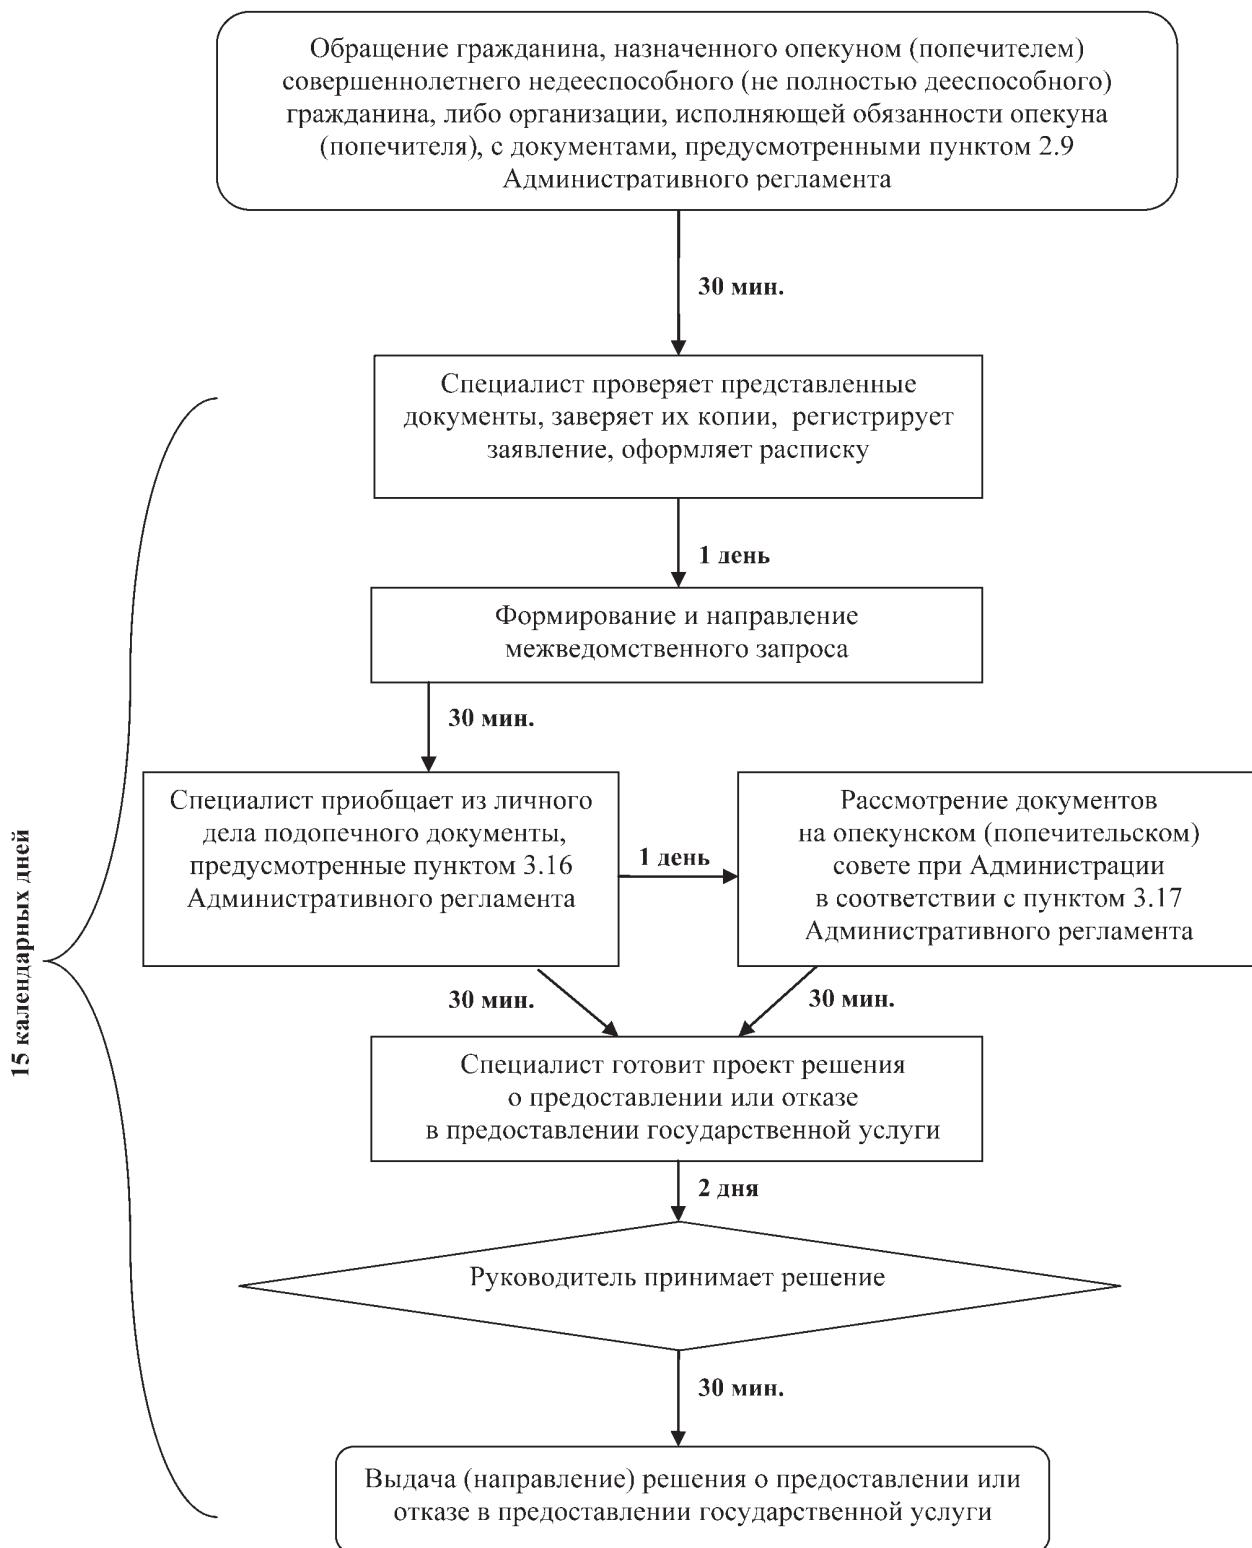 Обращение гражданина, назначенного опекуном (попечителем)
совершеннолетнего недееспособного (не полностью дееспособного)
гражданина, либо организации, исполняющей обязанности опекуна
(попечителя), с документами, предусмотренными пунктом 2.9
Административного регламента
30 мин.
Специалист проверяет представленные
документы, заверяет их копии, регистрирует
заявление, оформляет расписку
1 день
Формирование и направление
межведомственного запроса
30 мин.
Специалист приобщает из личного
дела подопечного документы,
предусмотренные пунктом 3.16
Административного регламента
1 день
Рассмотрение документов
на опекунском (попечительском)
совете при Администрации
в соответствии с пунктом 3.17
Административного регламента
30 мин.
30 мин.
Специалист готовит проект решения
о предоставлении или отказе
в предоставлении государственной услуги
2 дня
Руководитель принимает решение
30 мин.
Выдача (направление) решения о предоставлении или
отказе в предоставлении государственной услуги
15 календарных дней